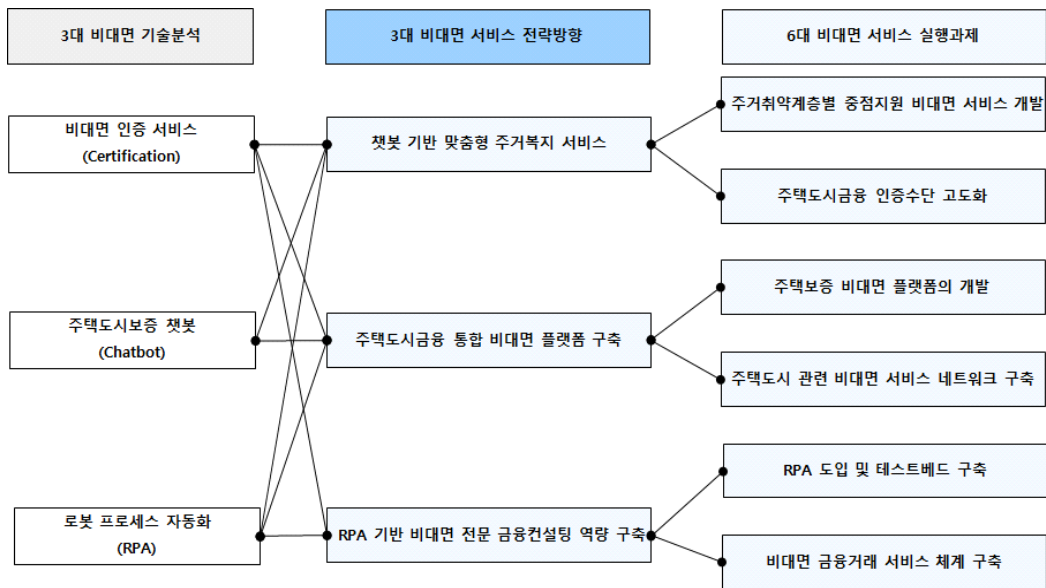 3대 비대면 기술분석
3대 비대면 서비스 전략방향
6대 비대면 서비스 실행과제
비대면 인증 서비스
(Certification)
주택도시보증 챗봇
(Chatbot)
로봇 프로세스 자동화
(RPA)
챗봇 기반 맞춤형 주거복지 서비스
주택도시금융 통합 비대면 플랫폼 구축
RPA 기반 비대면 전문 금융컨설팅 역량 구축
주거취약계층별 중점지원 비대면 서비스 개발
주택도시금융 인증수단 고도화
주택보증 비대면 플랫폼의 개발
주택도시 관련 비대면 서비스 네트워크 구축
RPA 도입 및 테스트베드 구축
비대면 금융거래 서비스 체계 구축